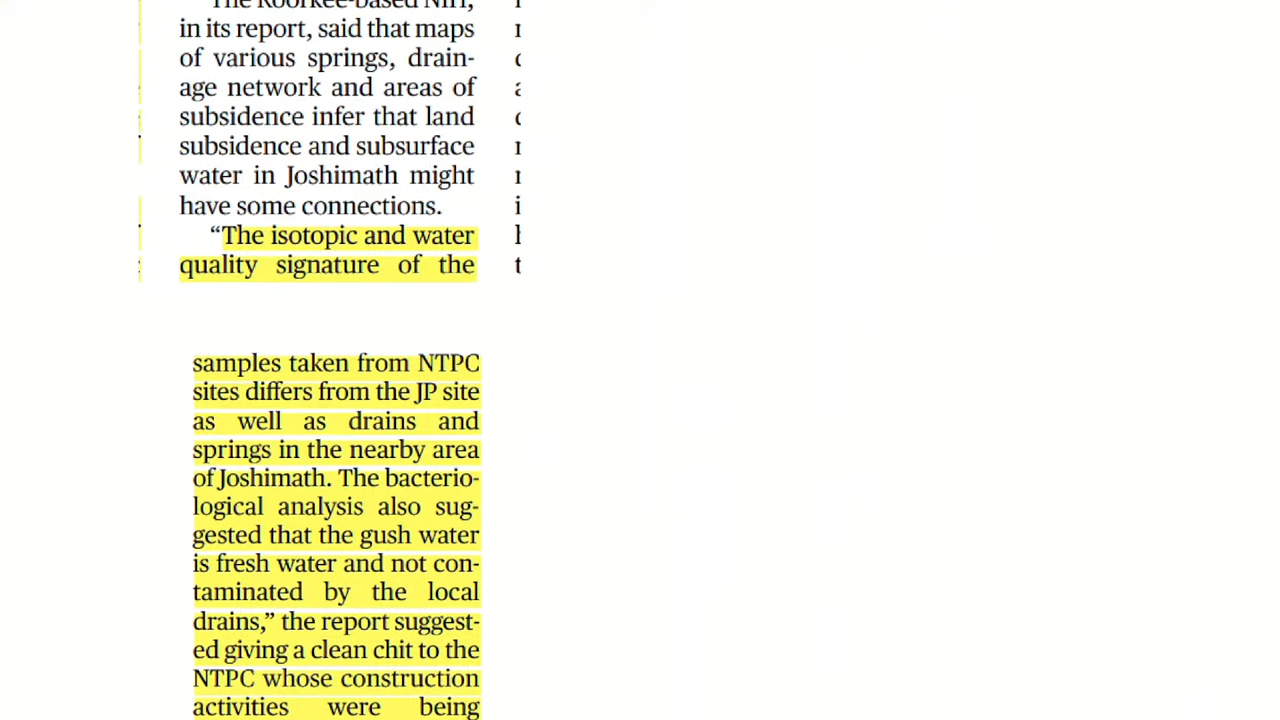 The Roorkee-based NIH,
in its report, said that maps
of various springs, drain-
age network and areas of
subsidence infer that land
subsidence and subsurface
water in Joshimath might
have some connections.
“The isotopic and water
quality signature of the
samples taken from NTPC
sites differs from the JP site
as well as drains and
springs in the nearby area
of Joshimath. The bacterio-
logical analysis also sug-
gested that the gush water
is fresh water and not con-
taminated by the local
drains,” the report suggest-
ed giving a clean chit to the
NTPC whose construction
activities were being